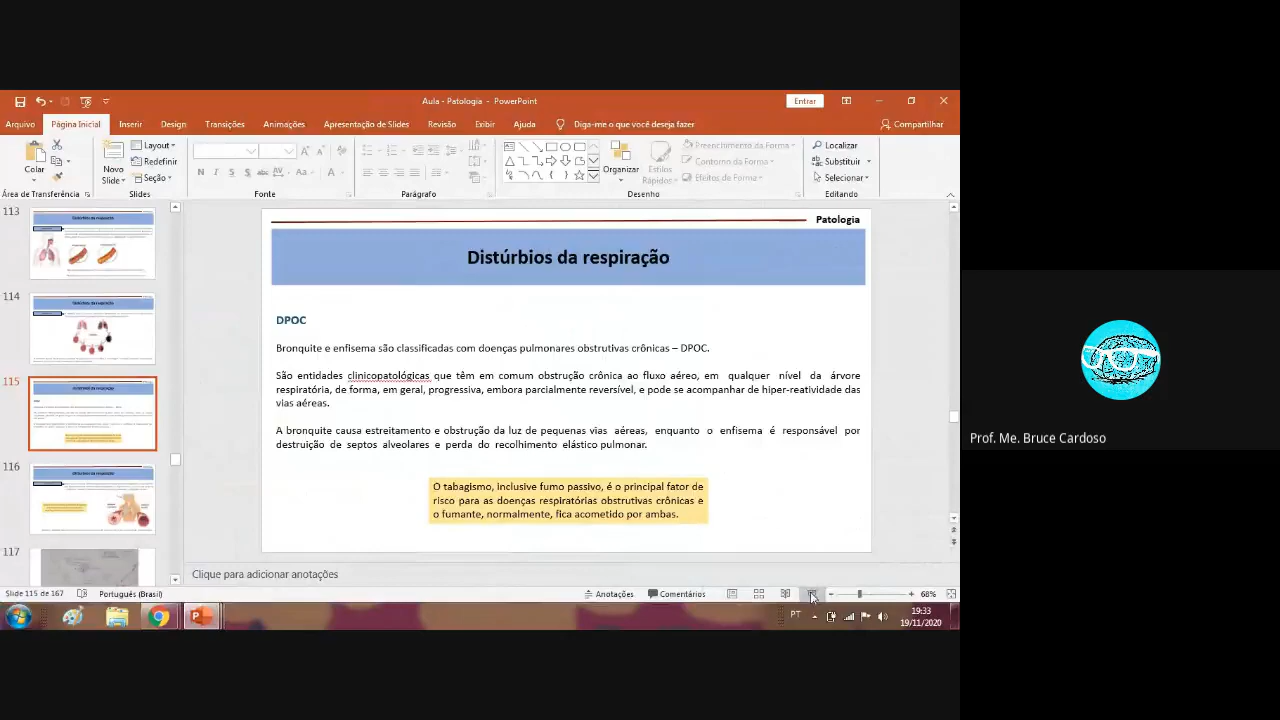 Aula - Patologia - PowerPoint
Entrar
Arquivo
Página Inicial
Inserir
Design
Transições
Animações
Apresentação de Slides
Revisão
Exibir
Ajuda
Diga-me o que você deseja fazer
Compartilhar
Colar
Novo
Slide
Layout
Redefinir
Seção
Organizar
Estilos
Rápidos
Preenchimento da Forma
Contorno da Forma
Efeitos de Forma
Localizar
Substituir
Selecionar
Área de Transferência
Slides
Fonte
Parágrafo
Desenho
Editando
113
114
115
116
117
Patologia
Distúrbios da respiração
DPOC
Bronquite e enfisema são classificadas com doenças pulmonares obstrutivas crônicas – DPOC.
São entidades clinicopatológicas que têm em comum obstrução crônica ao fluxo aéreo, em qualquer nível da árvore
respiratória, de forma, em geral, progressiva, embora parcialmente reversível, e pode se acompanhar de hiper-reatividade das
vias aéreas.
A bronquite causa estreitamento e obstrução da luz de pequenas vias aéreas, enquanto o enfisema é responsável por
destruição de septos alveolares e perda do recolhimento elástico pulmonar.
O tabagismo, inclusive fumo passivo, é o principal fator de
risco para as doenças respiratórias obstrutivas crônicas e
o fumante, normalmente, fica acometido por ambas.
Clique para adicionar anotações
Slide 115 de 167
Português (Brasil)
Anotações
Comentários
68%
PT
19:33
19/11/2020
Prof. Me. Bruce Cardoso